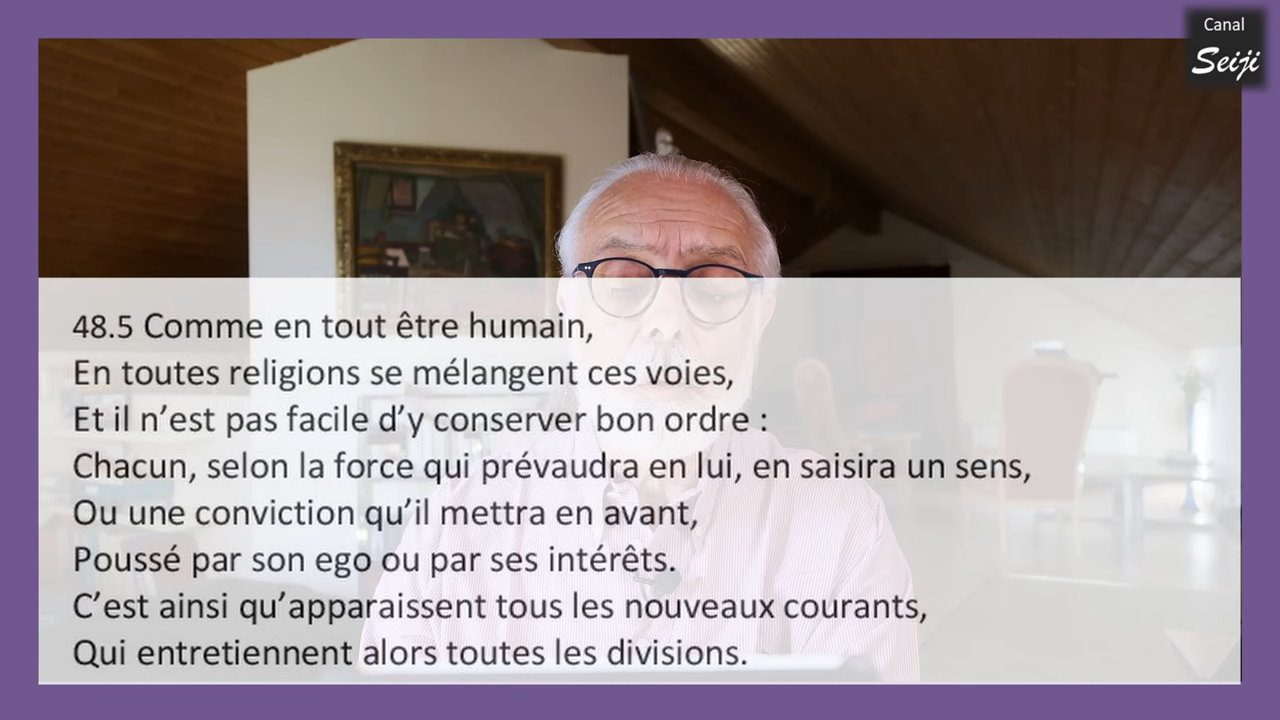 Canal
Seiji
48.5 Comme en tout être humain,
En toutes religions se mélangent ces voies,
Et il n’est pas facile d’y conserver bon ordre :
Chacun, selon la force qui prévaudra en lui, en saisira un sens,
Ou une conviction qu’il mettra en avant,
Poussé par son ego ou par ses intérêts.
C’est ainsi qu’apparaissent tous les nouveaux courants,
Qui entretiennent alors toutes les divisions.